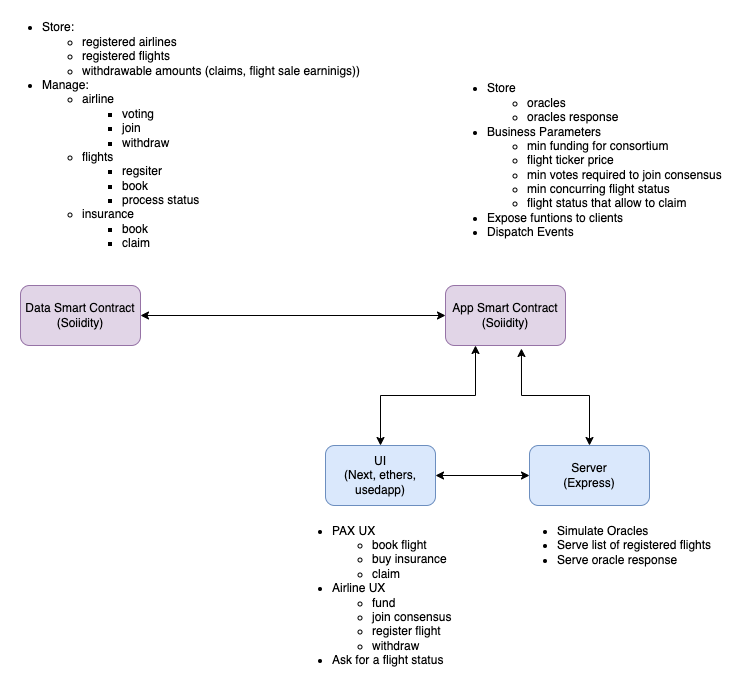 Store:
registered airlines
registered flights
withdrawable amounts (claims, flight sale earninigs))
Manage:
airline
voting
join
withdraw
flights
regsiter
book
process status
insurance
book
claim
Store
oracles
oracles response
Business Parameters
min funding for consortium
flight ticker price
min votes required to join consensus
min concurring flight status
flight status that allow to claim
Expose funtions to clients
Dispatch Events
Data Smart Contract
(Soiidity)
App Smart Contract
(Soiidity)
UI
(Next, ethers,
usedapp)
Server
(Express)
PAX UX
book flight
buy insurance
claim
Airline UX
fund
join consensus
register flight
withdraw
Ask for a flight status
Simulate Oracles
Serve list of registered flights
Serve oracle response